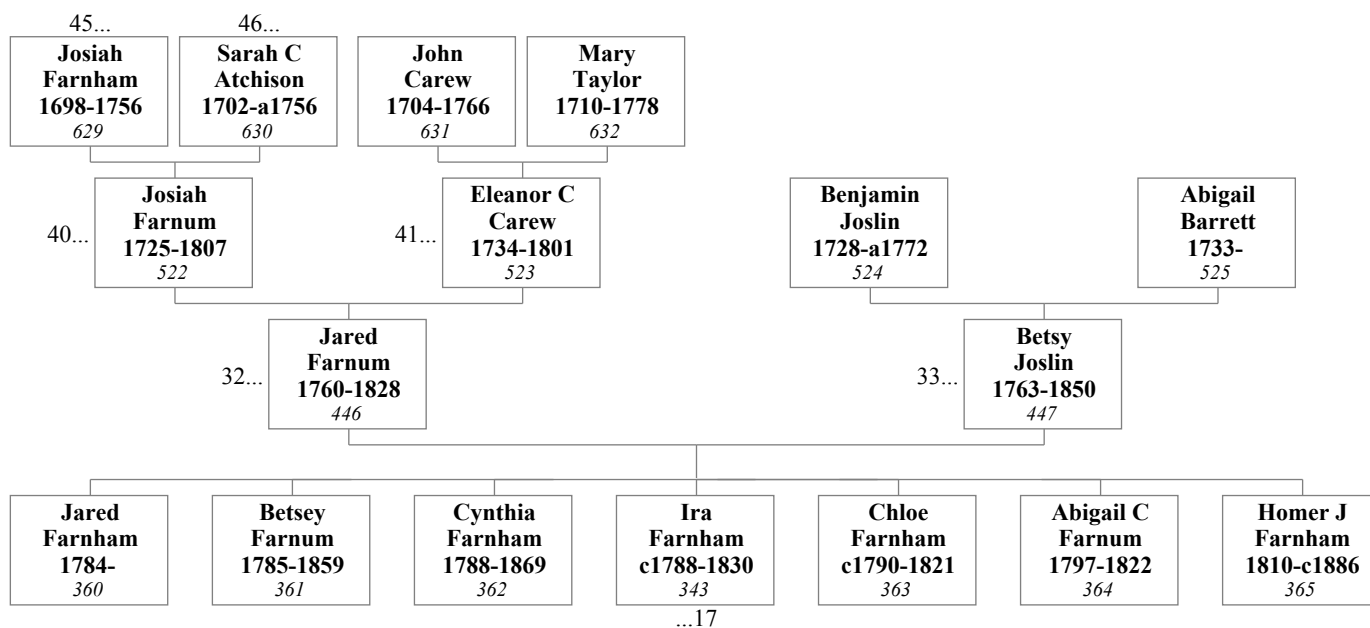 45...
46...
Josiah
Farnham
1698-1756
629
Sarah C
Atchison
1702-a1756
630
John
Carew
1704-1766
631
Mary
Taylor
1710-1778
632
40...
Josiah
Farnum
1725-1807
522
41...
Eleanor C
Carew
1734-1801
523
Benjamin
Joslin
1728-a1772
524
Abigail
Barrett
1733-
525
32...
Jared
Farnum
1760-1828
446
33...
Betsy
Joslin
1763-1850
447
Jared
Farnham
1784-
360
Betsey
Farnum
1785-1859
361
Cynthia
Farnham
1788-1869
362
Ira
Farnham
c1788-1830
343
Chloe
Farnham
c1790-1821
363
Abigail C
Farnum
1797-1822
364
Homer J
Farnham
1810-c1886
365
...17